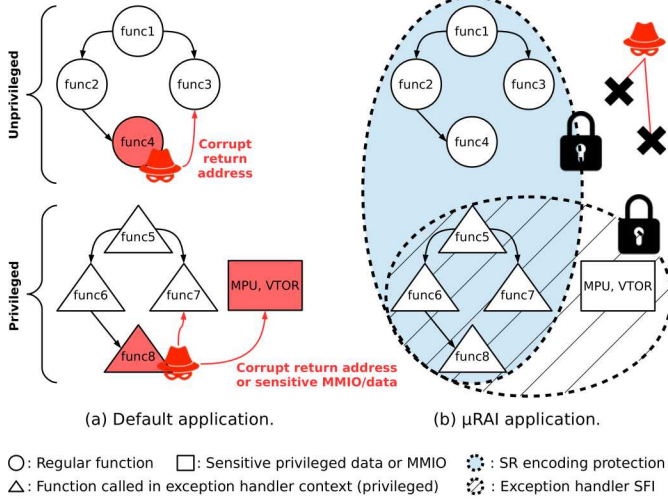 Unprivileged
func1
func2
func3
func4
Corrupt
return
address
Privileged
func5
func6
func7
MPU, VTOR
func8
Corrupt return address
or sensitive MMIO/data
(a) Default application.
func1
func2
func3
func4
func5
func6
func7
MPU, VTOR
func8
(b) μRAI application.
: Regular function
: Sensitive privileged data or MMIO
: SR encoding protection
: Function called in exception handler context (privileged)
: Exception handler SFI